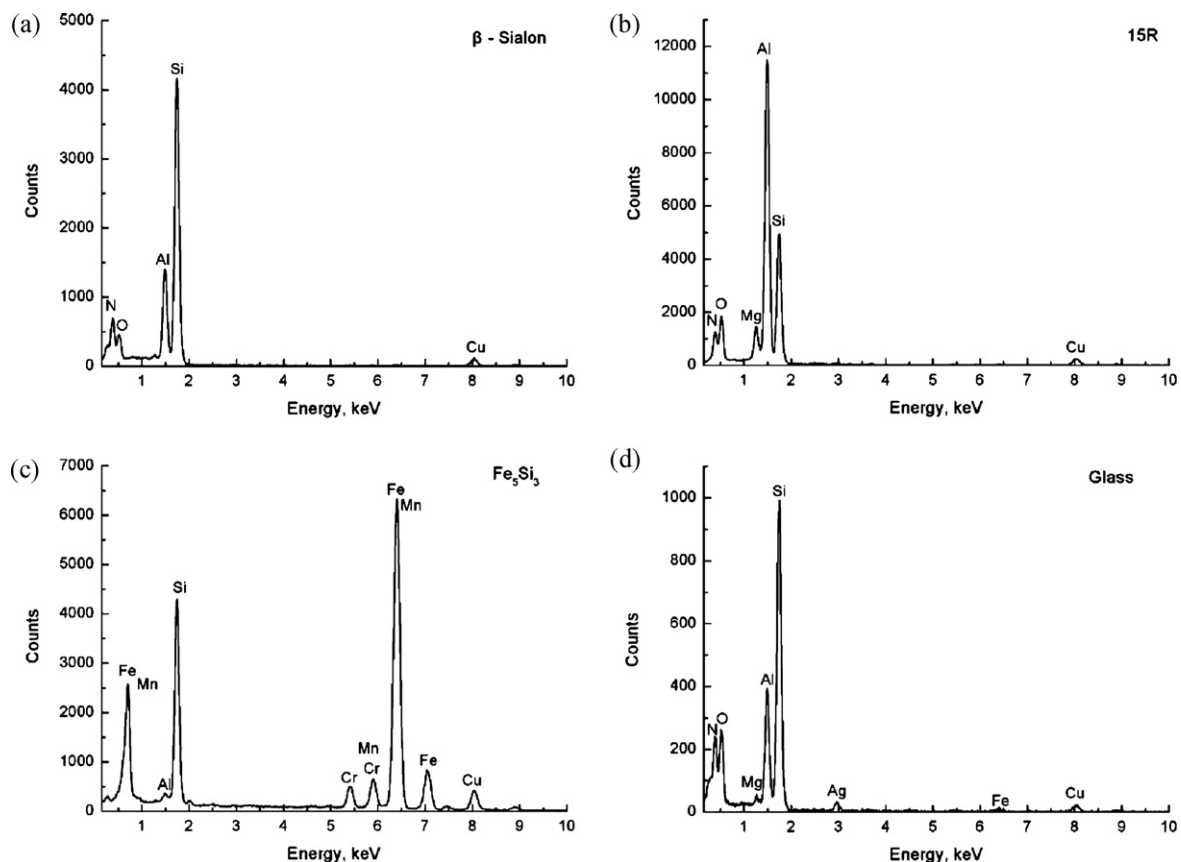 (a)
β - Sialon
5000
4000
3000
2000
1000
0
Counts
N
O
Al
Si
Cu
1 2 3 4 5 6 7 8 9 10
Energy, keV
(b)
15R
12000
10000
8000
6000
4000
2000
0
Counts
N
O
Mg
Al
Si
Cu
1 2 3 4 5 6 7 8 9 10
Energy, keV
(c)
Fe₅Si₃
7000
6000
5000
4000
3000
2000
1000
0
Counts
Fe
Mn
Al
Si
Cr
Mn
Cr
Fe
Mn
Fe
Cu
1 2 3 4 5 6 7 8 9 10
Energy, keV
(d)
Glass
1000
800
600
400
200
0
Counts
N
O
Mg
Al
Si
Ag
Fe
Cu
1 2 3 4 5 6 7 8 9 10
Energy, keV